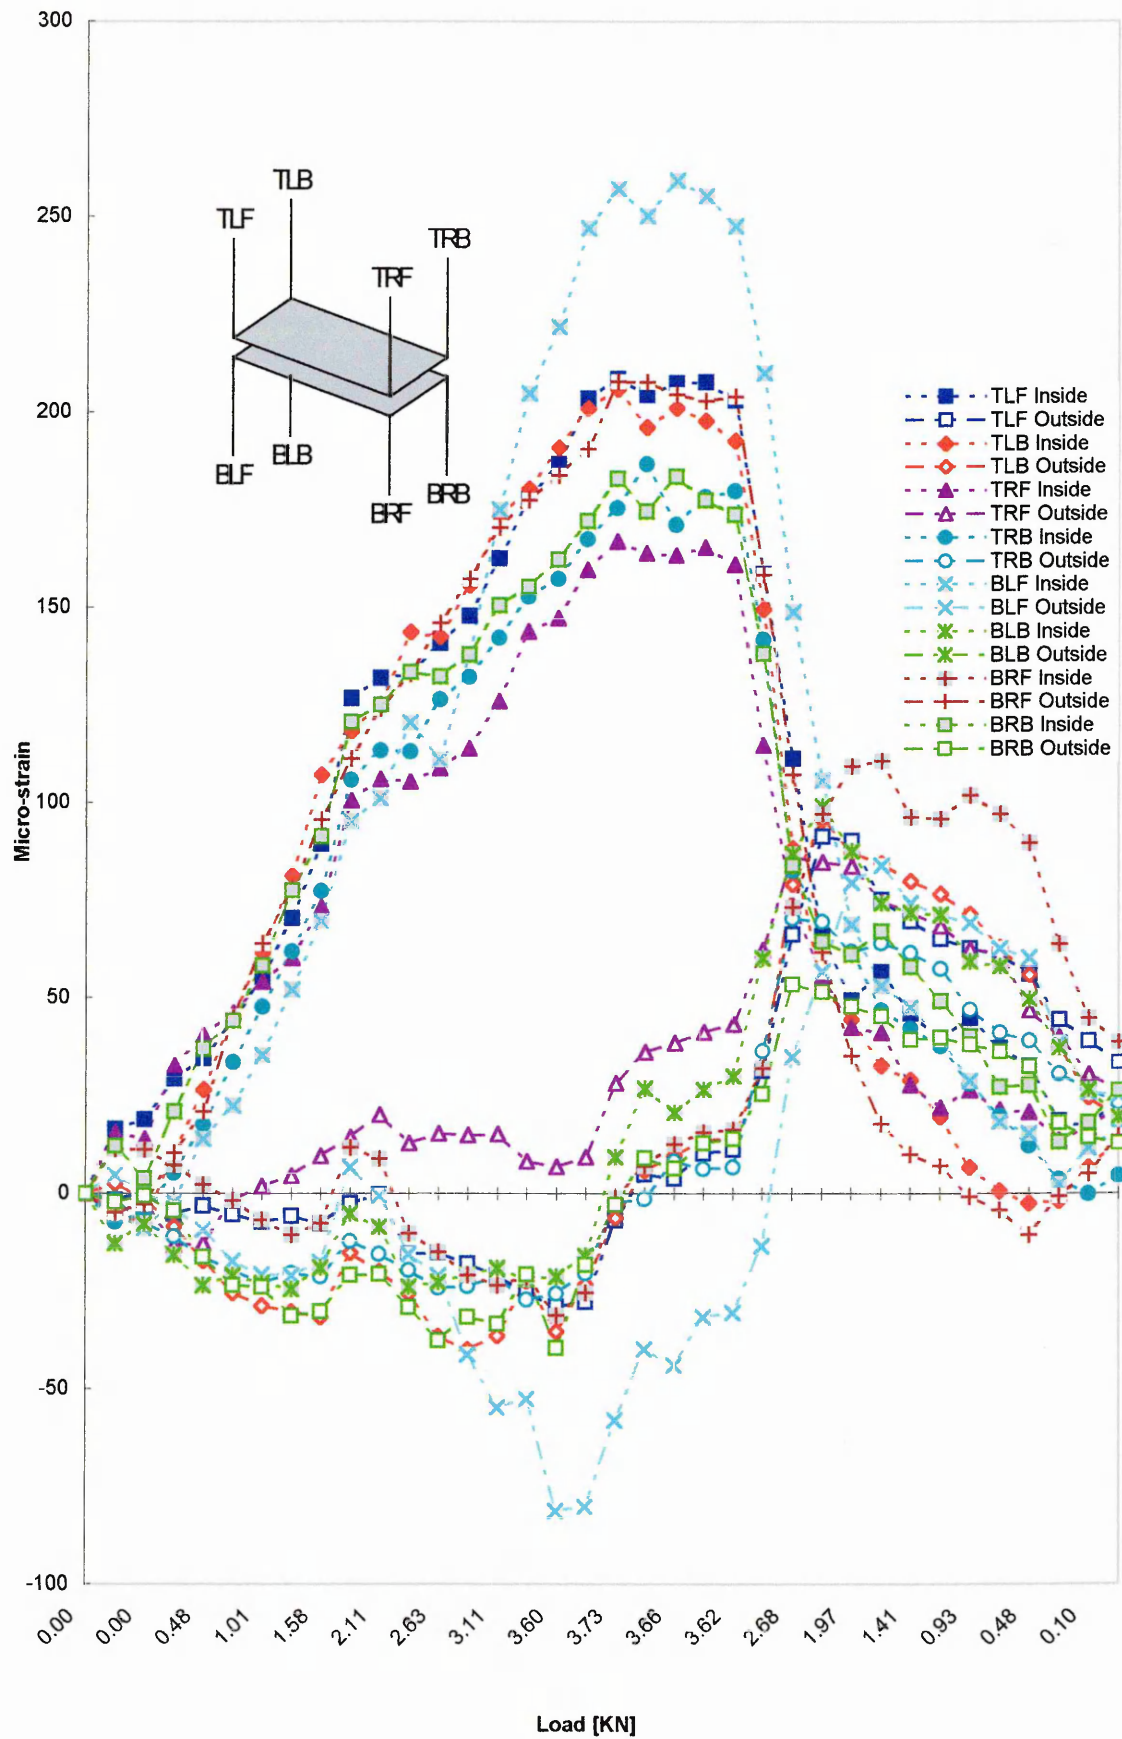 300
250
200
150
100
50
0
-50
-100
Micro-strain
TLB
TLF
TRB
TRF
BLF
BLB
BRF
BRB
TLF Inside
TLF Outside
TLB Inside
TLB Outside
TRF Inside
TRF Outside
TRB Inside
TRB Outside
BLF Inside
BLF Outside
BLB Inside
BLB Outside
BRF Inside
BRF Outside
BRB Inside
BRB Outside
0.00 0.00 0.48 1.01 1.58 2.11 2.63 3.11 3.60 3.73 3.66 3.62 2.68 1.97 1.41 0.93 0.48 0.10
Load [KN]